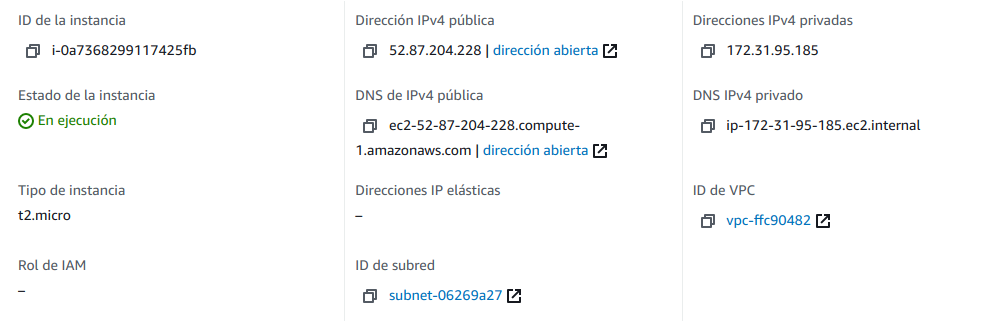 ID de la instancia
i-0a7368299117425fb
Estado de la instancia
En ejecución
Tipo de instancia
t2.micro
Rol de IAM
–
Dirección IPv4 pública
52.87.204.228 | dirección abierta
DNS de IPv4 pública
ec2-52-87-204-228.compute-
1.amazonaws.com | dirección abierta
Direcciones IP elásticas
–
ID de subred
subnet-06269a27
Direcciones IPv4 privadas
172.31.95.185
DNS IPv4 privado
ip-172-31-95-185.ec2.internal
ID de VPC
vpc-ffc90482